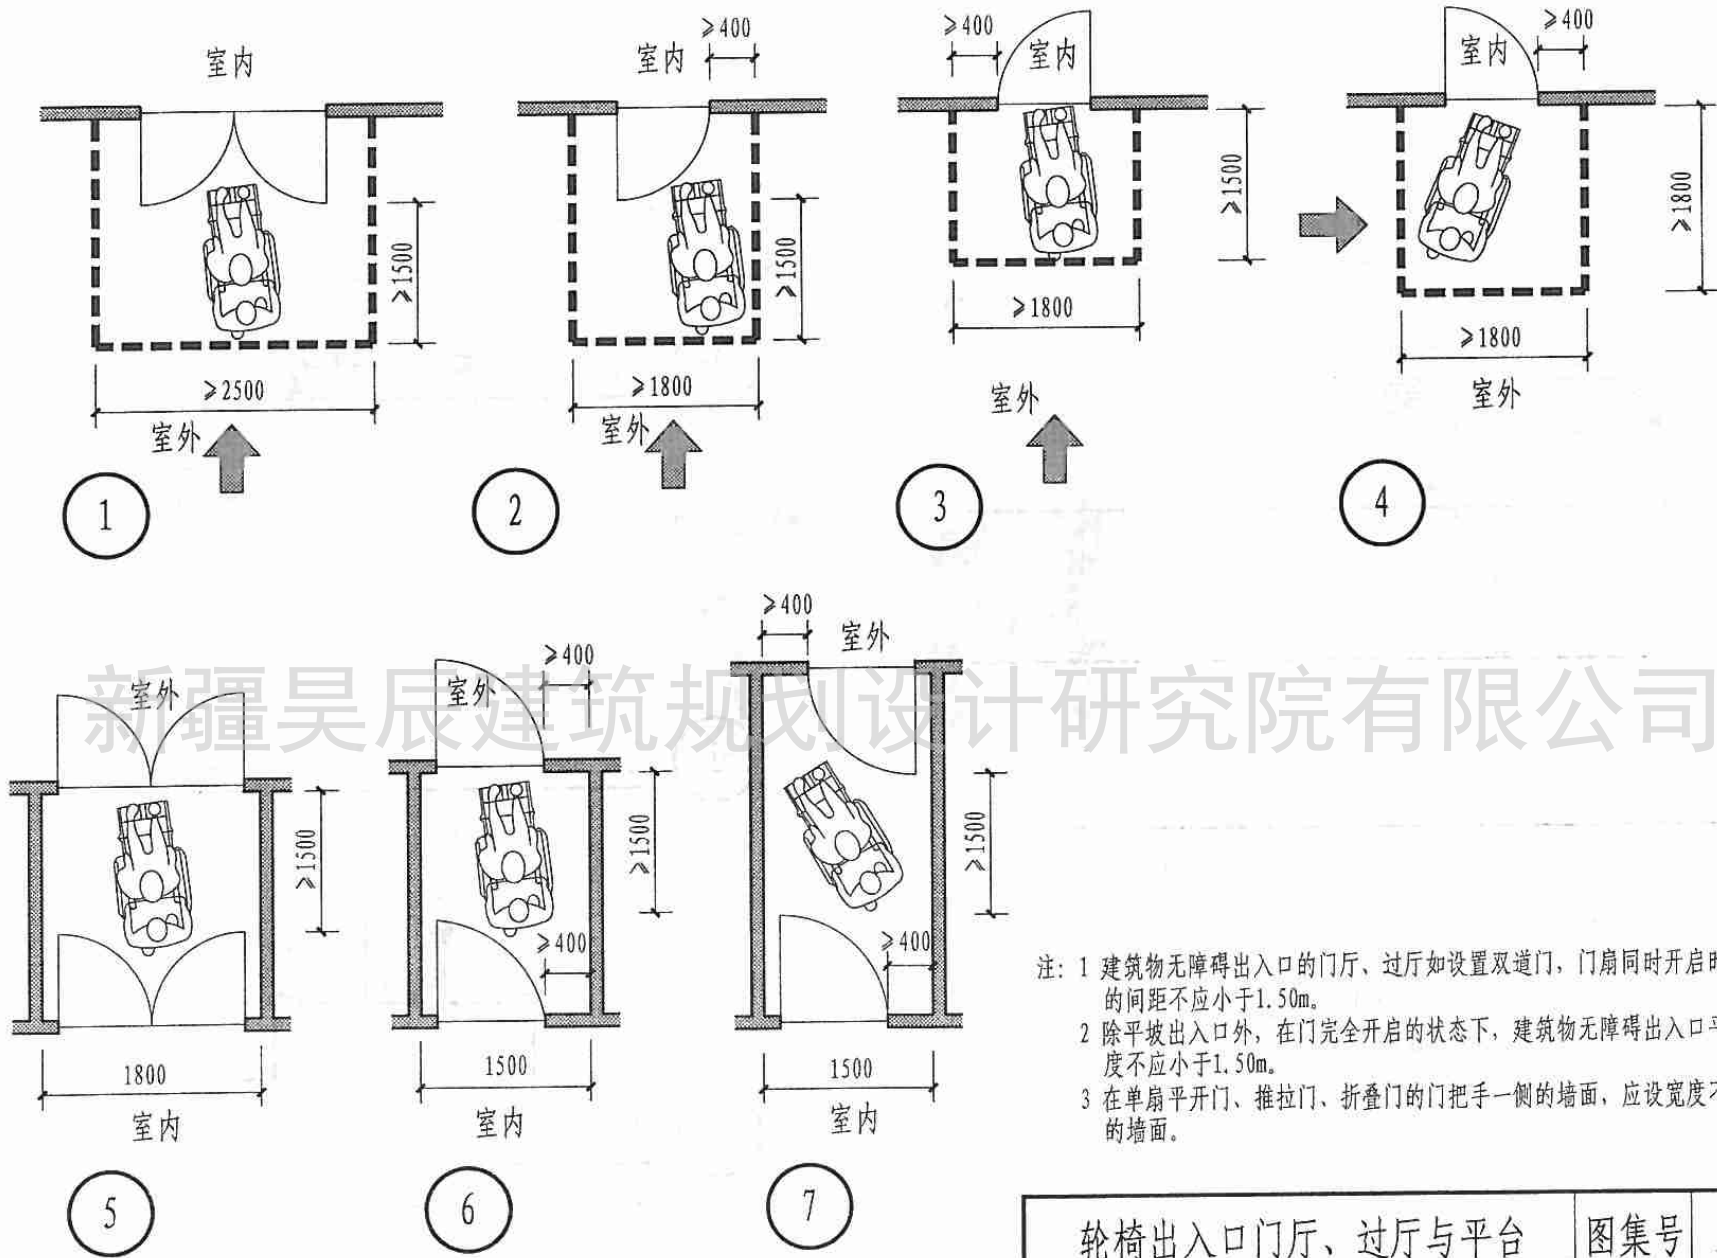 ≥400
≥400
≥400
室内
室内
室内
室内
≥1500
≥1500
≥1500
≥1800
≥2500
≥1800
≥1800
≥1800
室外
室外
室外
室外
1
2
3
4
≥400
室外
≥400
室外
室外
新疆昊辰建筑规划设计研究院有限公司
≥1500
≥1500
≥1500
≥400
≥400
1800
1500
1500
室内
室内
室内
5
6
7
注：1 建筑物无障碍出入口的门厅、过厅如设置双道门，门扇同时开启时
的间距不应小于1.50m。
2 除平坡出入口外，在门完全开启的状态下，建筑物无障碍出入口平
度不应小于1.50m。
3 在单扇平开门、推拉门、折叠门的门把手一侧的墙面，应设宽度不
的墙面。
轮椅出入口门厅、过厅与平台
图集号